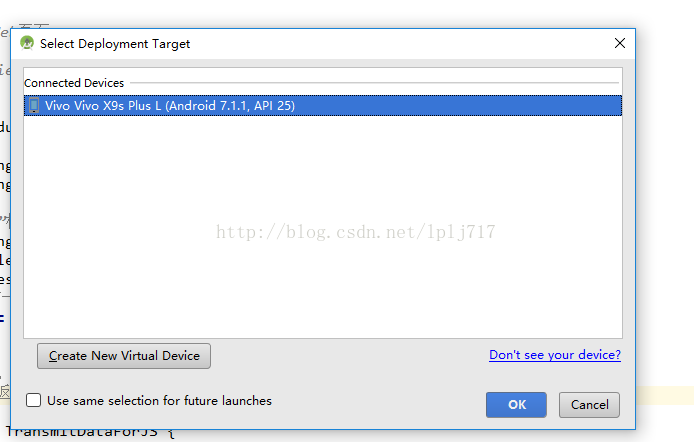 Select Deployment Target
Connected Devices
Vivo Vivo X9s Plus L (Android 7.1.1, API 25)
http://blog.csdn.net/lplj717
Create New Virtual Device
Don't see your device?
Use same selection for future launches
OK
Cancel
TransmitDataForJS {